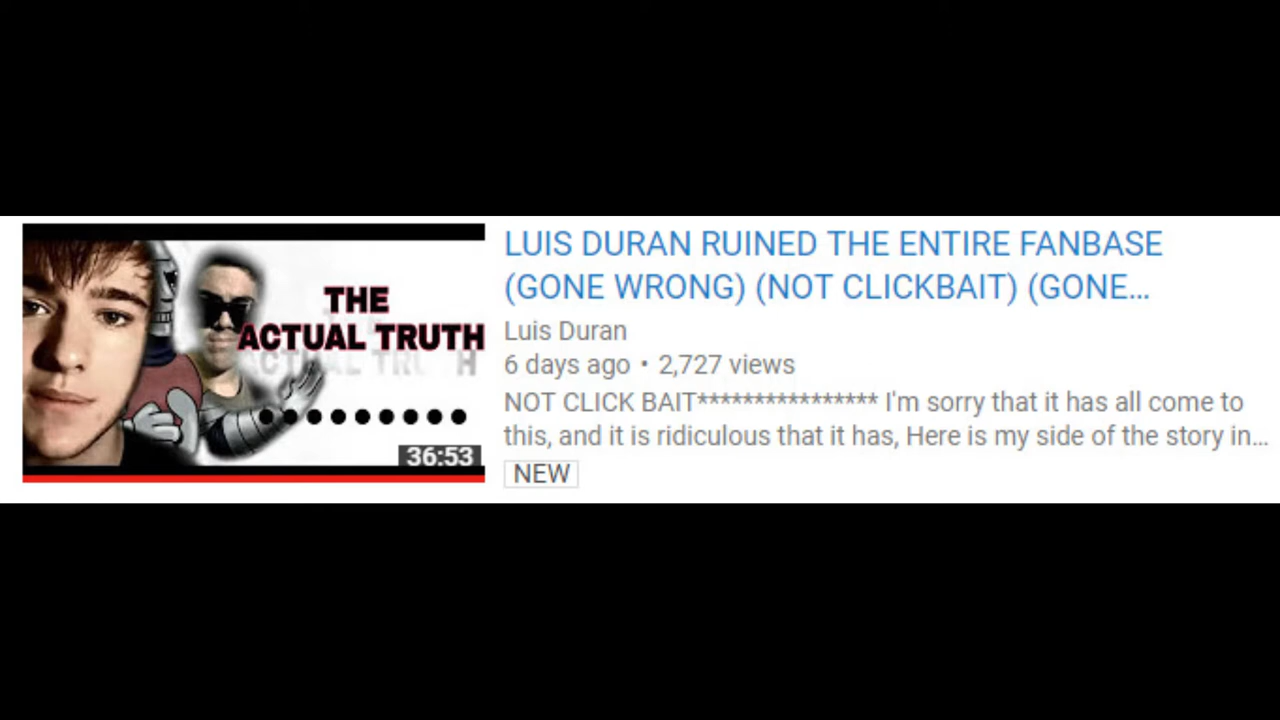 THE
ACTUAL TRUTH
36:53
LUIS DURAN RUINED THE ENTIRE FANBASE
(GONE WRONG) (NOT CLICKBAIT) (GONE...
Luis Duran
6 days ago • 2,727 views
NOT CLICK BAIT**************** I'm sorry that it has all come to
this, and it is ridiculous that it has, Here is my side of the story in...
NEW